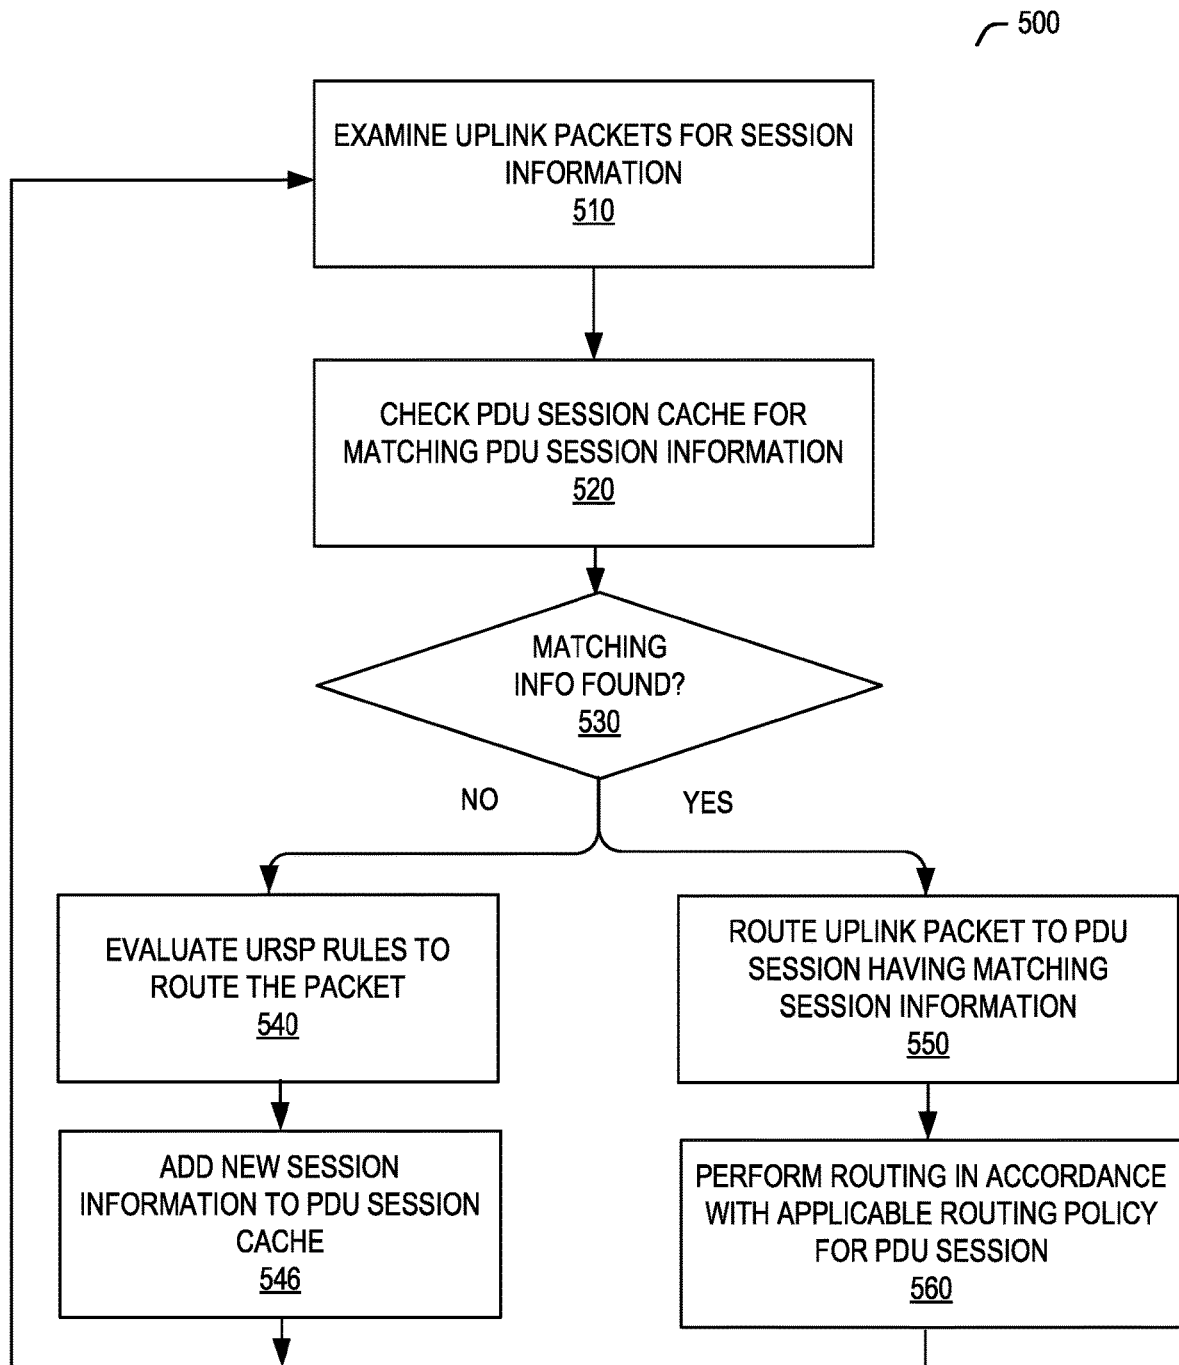 500
EXAMINE UPLINK PACKETS FOR SESSION
INFORMATION
510
CHECK PDU SESSION CACHE FOR
MATCHING PDU SESSION INFORMATION
520
MATCHING
INFO FOUND?
530
NO
YES
EVALUATE URSP RULES TO
ROUTE THE PACKET
540
ROUTE UPLINK PACKET TO PDU
SESSION HAVING MATCHING
SESSION INFORMATION
550
ADD NEW SESSION
INFORMATION TO PDU SESSION
CACHE
546
PERFORM ROUTING IN ACCORDANCE
WITH APPLICABLE ROUTING POLICY
FOR PDU SESSION
560